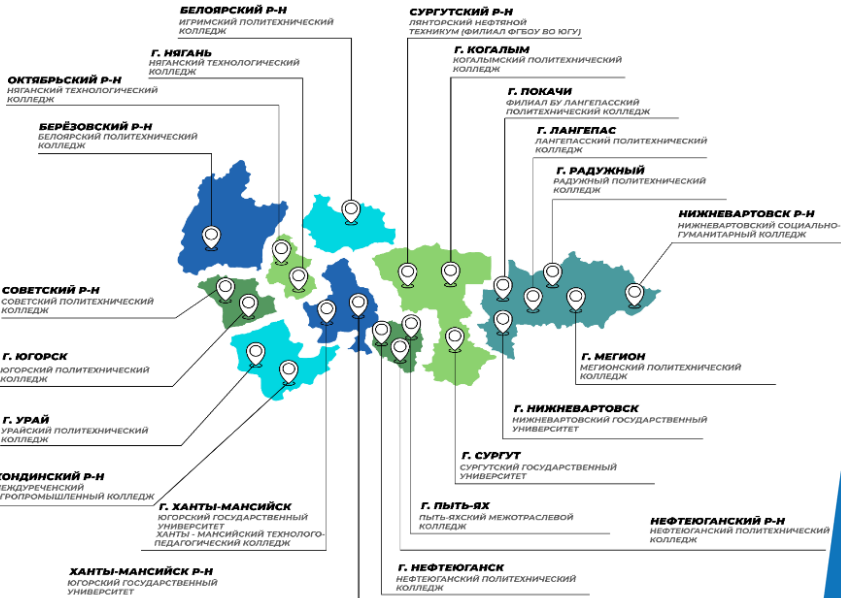 БЕЛОЯРСКИЙ Р-Н
ИГРИМСКИЙ ПОЛИТЕХНИЧЕСКИЙ
КОЛЛЕДЖ
СУРГУТСКИЙ Р-Н
ЛЯНТОРСКИЙ НЕФТЯНОЙ
ТЕХНИКУМ (ФИЛИАЛ ФГБОУ ВО ЮГУ)
Г. НЯГАНЬ
НЯГАНСКИЙ ТЕХНОЛОГИЧЕСКИЙ
КОЛЛЕДЖ
Г. КОГАЛЫМ
КОГАЛЫМСКИЙ ПОЛИТЕХНИЧЕСКИЙ
КОЛЛЕДЖ
ОКТЯБРЬСКИЙ Р-Н
НЯГАНСКИЙ ТЕХНОЛОГИЧЕСКИЙ
КОЛЛЕДЖ
Г. ПОКАЧИ
ФИЛИАЛ БУ ЛАНГЕПАССКИЙ
ПОЛИТЕХНИЧЕСКИЙ КОЛЛЕДЖ
БЕРЁЗОВСКИЙ Р-Н
БЕЛОЯРСКИЙ ПОЛИТЕХНИЧЕСКИЙ
КОЛЛЕДЖ
Г. ЛАНГЕПАС
ЛАНГЕПАССКИЙ ПОЛИТЕХНИЧЕСКИЙ
КОЛЛЕДЖ
Г. РАДУЖНЫЙ
РАДУЖНЫЙ ПОЛИТЕХНИЧЕСКИЙ
КОЛЛЕДЖ
НИЖНЕВАРТОВСК Р-Н
НИЖНЕВАРТОВСКИЙ СОЦИАЛЬНО-
ГУМАНИТАРНЫЙ КОЛЛЕДЖ
СОВЕТСКИЙ Р-Н
СОВЕТСКИЙ ПОЛИТЕХНИЧЕСКИЙ
КОЛЛЕДЖ
Г. ЮГОРСК
ЮГОРСКИЙ ПОЛИТЕХНИЧЕСКИЙ
КОЛЛЕДЖ
Г. МЕГИОН
МЕГИОНСКИЙ ПОЛИТЕХНИЧЕСКИЙ
КОЛЛЕДЖ
Г. УРАЙ
УРАЙСКИЙ ПОЛИТЕХНИЧЕСКИЙ
КОЛЛЕДЖ
Г. НИЖНЕВАРТОВСК
НИЖНЕВАРТОВСКИЙ ГОСУДАРСТВЕННЫЙ
УНИВЕРСИТЕТ
КОНДИНСКИЙ Р-Н
МЕЖДУРЕЧЕНСКИЙ
АГРОПРОМЫШЛЕННЫЙ КОЛЛЕДЖ
Г. СУРГУТ
СУРГУТСКИЙ ГОСУДАРСТВЕННЫЙ
УНИВЕРСИТЕТ
Г. ХАНТЫ-МАНСИЙСК
ЮГОРСКИЙ ГОСУДАРСТВЕННЫЙ
УНИВЕРСИТЕТ
ХАНТЫ - МАНСИЙСКИЙ ТЕХНОЛОГО-
ПЕДАГОГИЧЕСКИЙ КОЛЛЕДЖ
Г. ПЫТЬ-ЯХ
ПЫТЬ-ЯХСКИЙ МЕЖОТРАСЛЕВОЙ
КОЛЛЕДЖ
НЕФТЕЮГАНСКИЙ Р-Н
НЕФТЕЮГАНСКИЙ ПОЛИТЕХНИЧЕСКИЙ
КОЛЛЕДЖ
ХАНТЫ-МАНСИЙСК Р-Н
ЮГОРСКИЙ ГОСУДАРСТВЕННЫЙ
УНИВЕРСИТЕТ
Г. НЕФТЕЮГАНСК
НЕФТЕЮГАНСКИЙ ПОЛИТЕХНИЧЕСКИЙ
КОЛЛЕДЖ